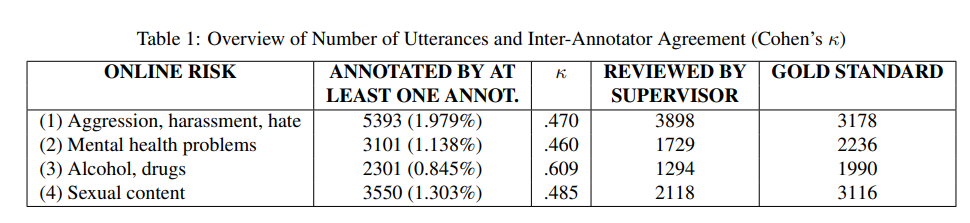 Table 1: Overview of Number of Utterances and Inter-Annotator Agreement (Cohen's κ)
ONLINE RISK ANNOTATED BY AT LEAST ONE ANNOT. κ REVIEWED BY SUPERVISOR GOLD STANDARD
(1) Aggression, harassment, hate 5393 (1.979%) .470 3898 3178
(2) Mental health problems 3101 (1.138%) .460 1729 2236
(3) Alcohol, drugs 2301 (0.845%) .609 1294 1990
(4) Sexual content 3550 (1.303%) .485 2118 3116